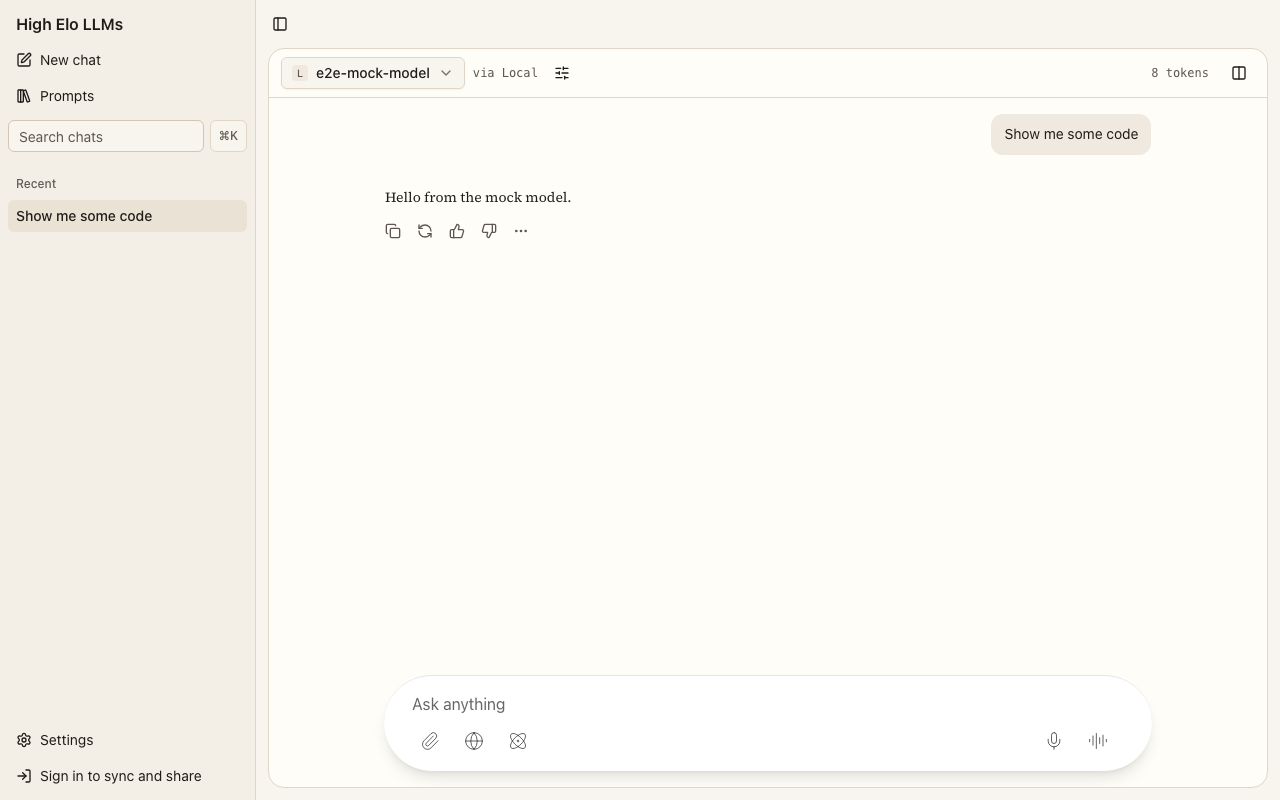 High Elo LLMs
New chat
Prompts
Search chats
⌘K
Recent
Show me some code
Settings
Sign in to sync and share
L
e2e-mock-model
via Local
8 tokens
Show me some code
Hello from the mock model.
Ask anything